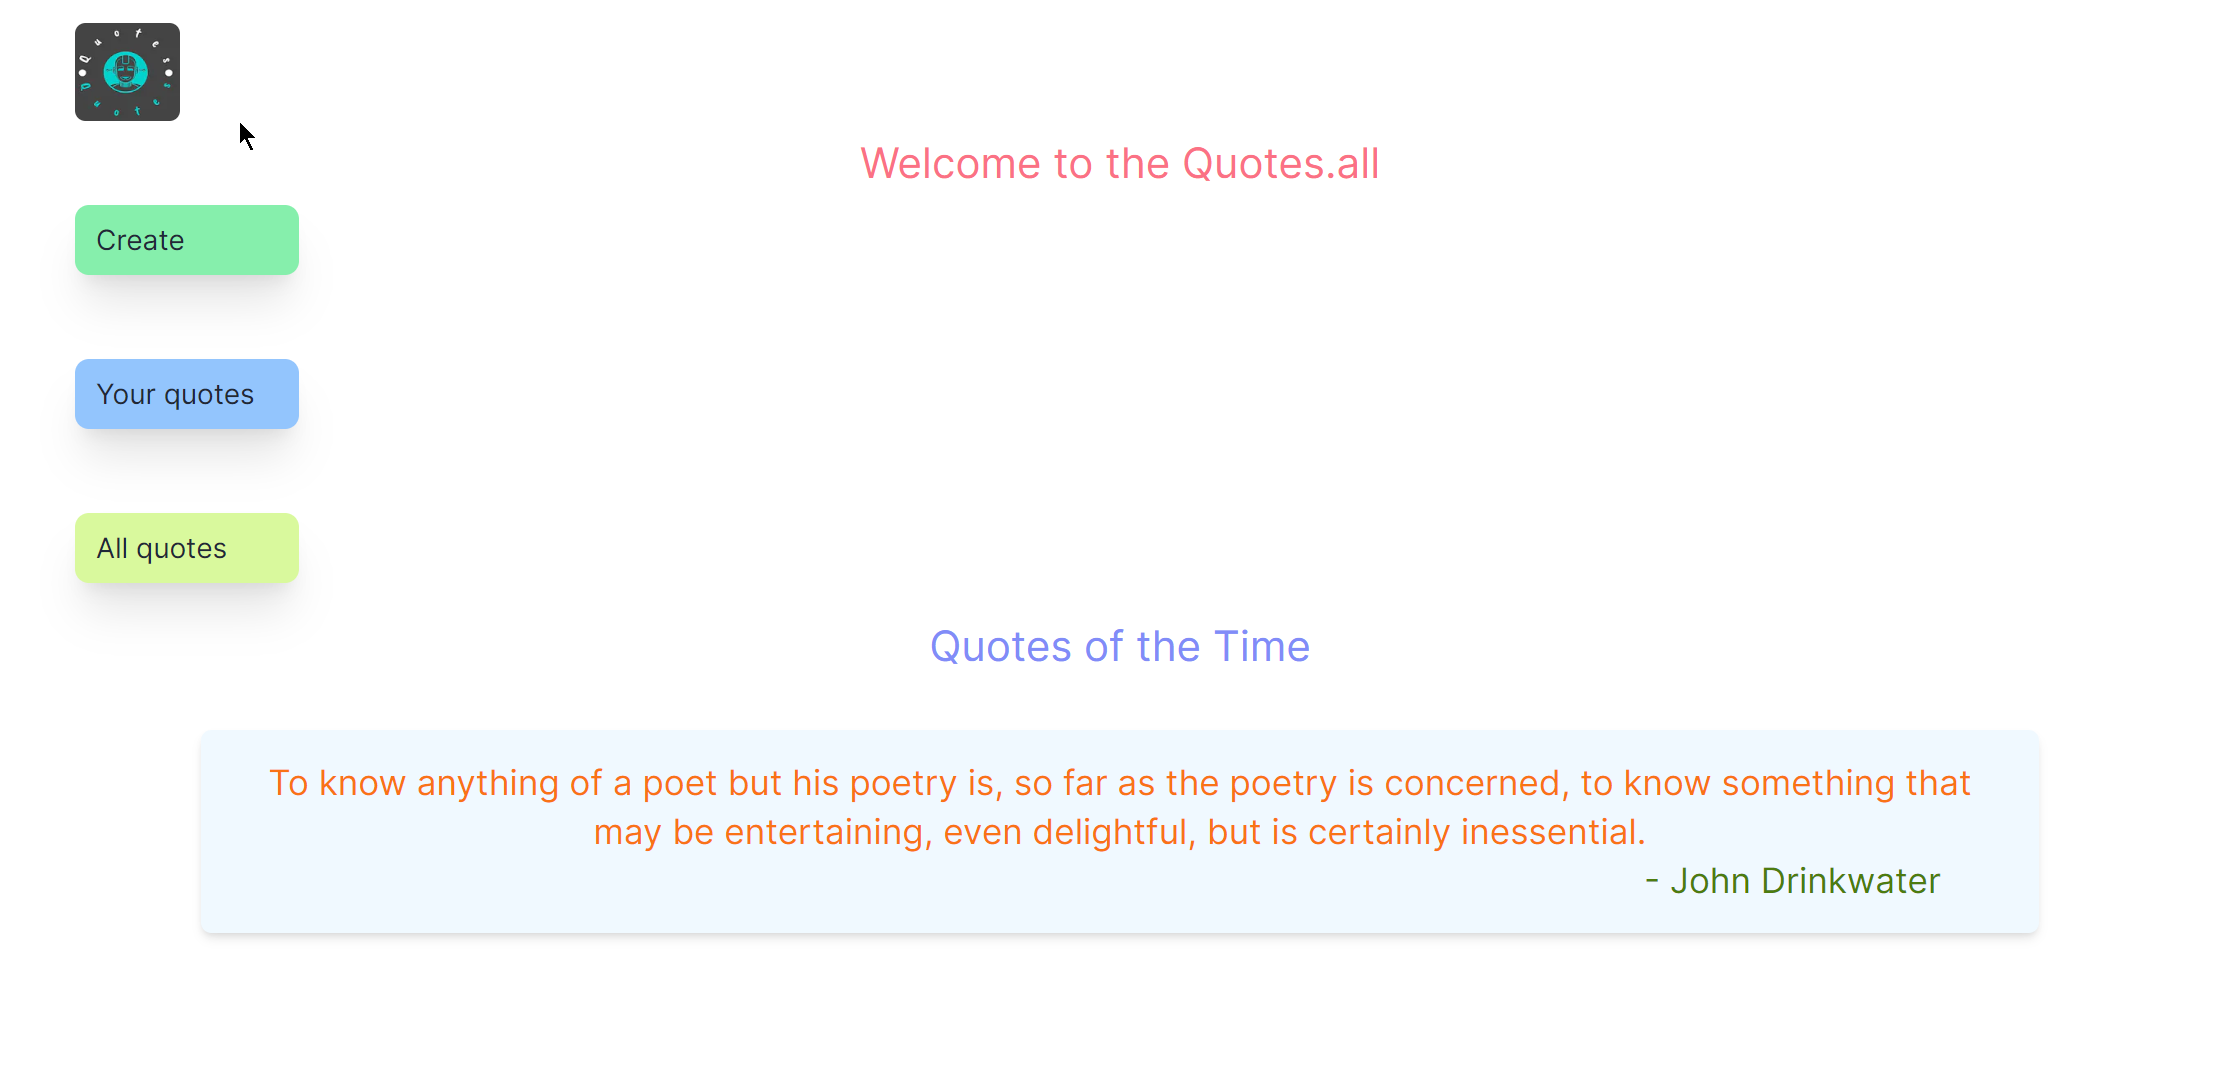 Quotes
Quotes
Welcome to the Quotes.all
Create
Your quotes
All quotes
Quotes of the Time
To know anything of a poet but his poetry is, so far as the poetry is concerned, to know something that
may be entertaining, even delightful, but is certainly inessential.
- John Drinkwater